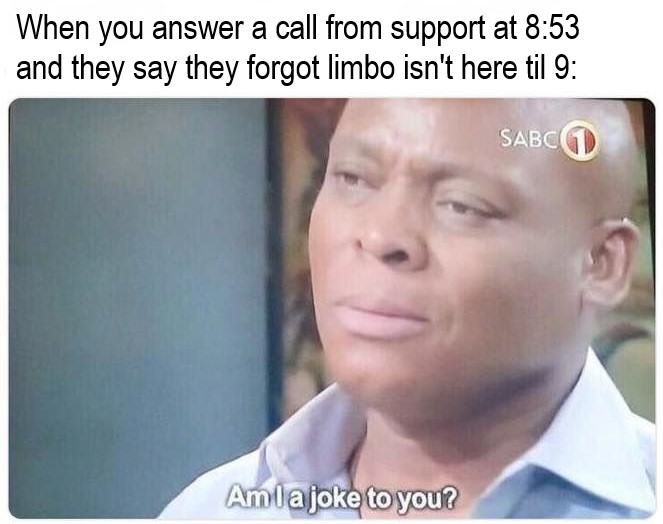 When you answer a call from support at 8:53
and they say they forgot limbo isn't here til 9:
SABC 1
Am I a joke to you?